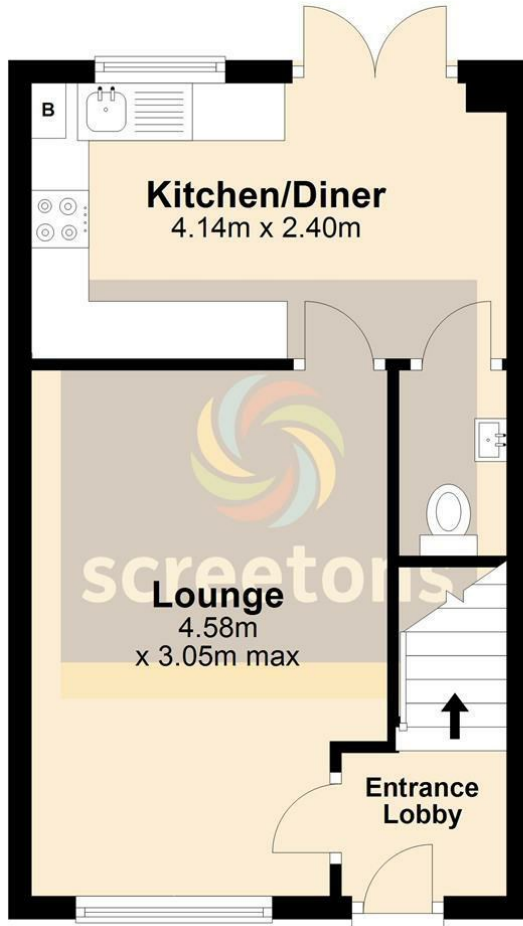 B
Kitchen/Diner
4.14m x 2.40m
screetons
Lounge
4.58m
x 3.05m max
Entrance
Lobby